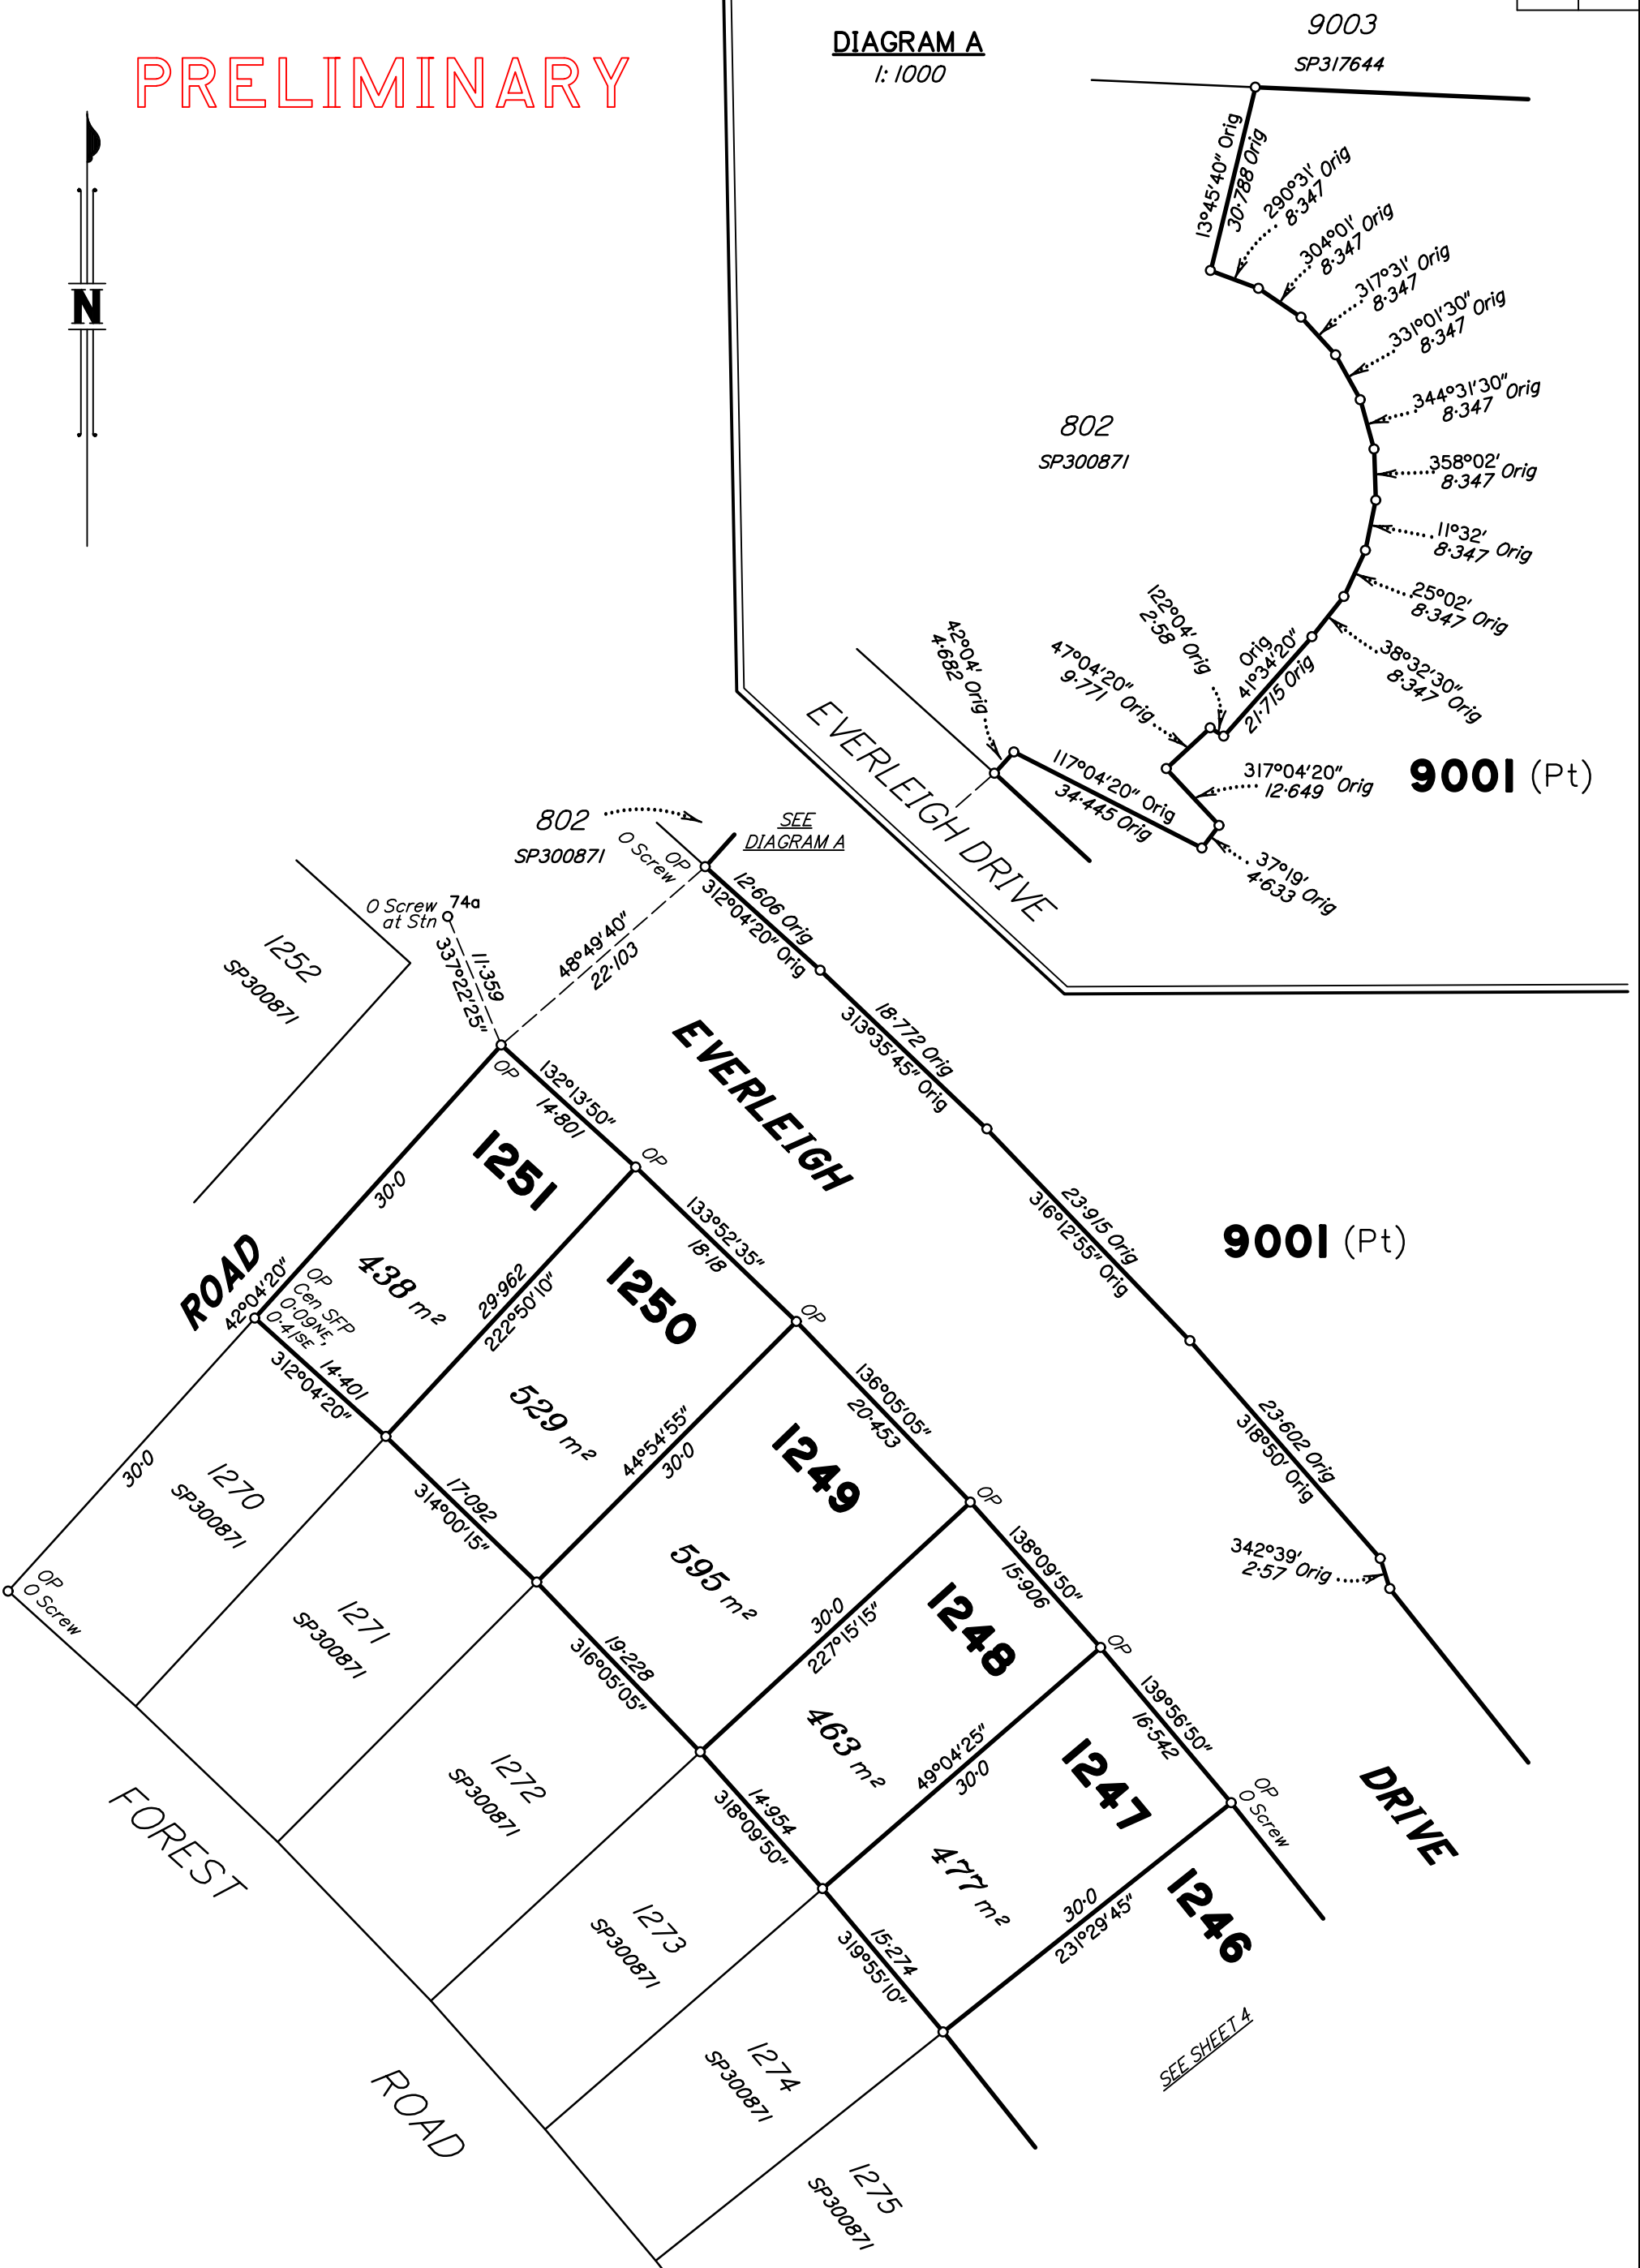 PRELIMINARY
N
DIAGRAM A
1:1000
9003
SP317644
13°45'40" Orig
30·788 Orig
290°31' Orig
8·347
304°01' Orig
8·347
317°31' Orig
8·347
331°01'30" Orig
8·347
344°31'30" Orig
8·347
358°02' Orig
8·347
11°32' Orig
8·347
25°02' Orig
8·347
38°32'30" Orig
8·347
802
SP300871
Orig
41°34'20"
21·715 Orig
122°04' Orig
2·58
47°04'20" Orig
9·771
42°04' Orig
4·682
117°04'20" Orig
34·445 Orig
317°04'20" Orig
12·649
37°19' Orig
4·633
9001 (Pt)
EVERLEIGH DRIVE
802
SP300871
SEE
DIAGRAM A
OP
O Screw
O Screw
at Stn
74a
11·359
337°22'25"
48°49'40"
22·103
12·606 Orig
312°04'20" Orig
18·772 Orig
313°35'45" Orig
23·915 Orig
316°12'55" Orig
23·602 Orig
318°50' Orig
342°39' Orig
2·57
9001 (Pt)
EVERLEIGH
DRIVE
1252
SP300871
ROAD
42°04'20"
30·0
OP
132°13'50"
14·801
1251
438 m²
OP
Cen SFP
0·09NE,
0·41SE
14·401
312°04'20"
OP
29·962
222°50'10"
133°52'35"
18·18
1250
529 m²
17·092
314°00'15"
OP
44°54'55"
30·0
136°05'05"
20·453
1249
595 m²
19·228
316°05'05"
OP
30·0
227°15'15"
138°09'50"
15·906
1248
463 m²
14·954
318°09'50"
OP
49°04'25"
30·0
139°56'50"
16·542
1247
477 m²
15·274
319°55'10"
OP
O Screw
30·0
231°29'45"
1246
SEE SHEET 4
30·0
1270
SP300871
OP
O Screw
1271
SP300871
1272
SP300871
1273
SP300871
1274
SP300871
1275
SP300871
FOREST
ROAD